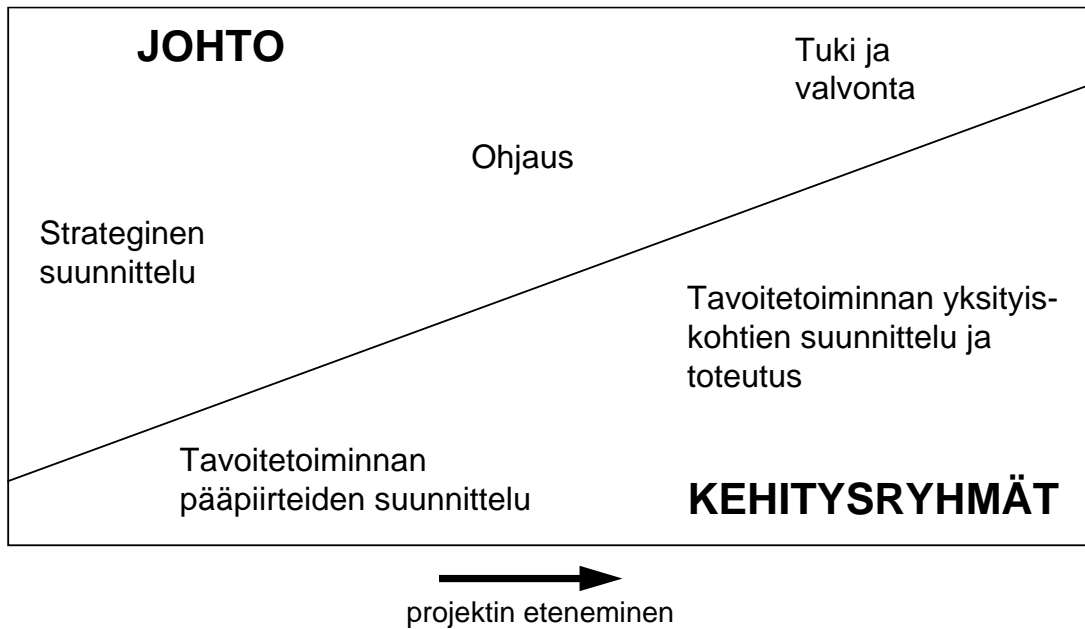 JOHTO
Tuki ja
valvonta
Ohjaus
Strateginen
suunnittelu
Tavoitetoiminnan yksityis-
kohtien suunnittelu ja
toteutus
Tavoitetoiminnan
pääpiirteiden suunnittelu
KEHITYSRYHMÄT
projektin eteneminen